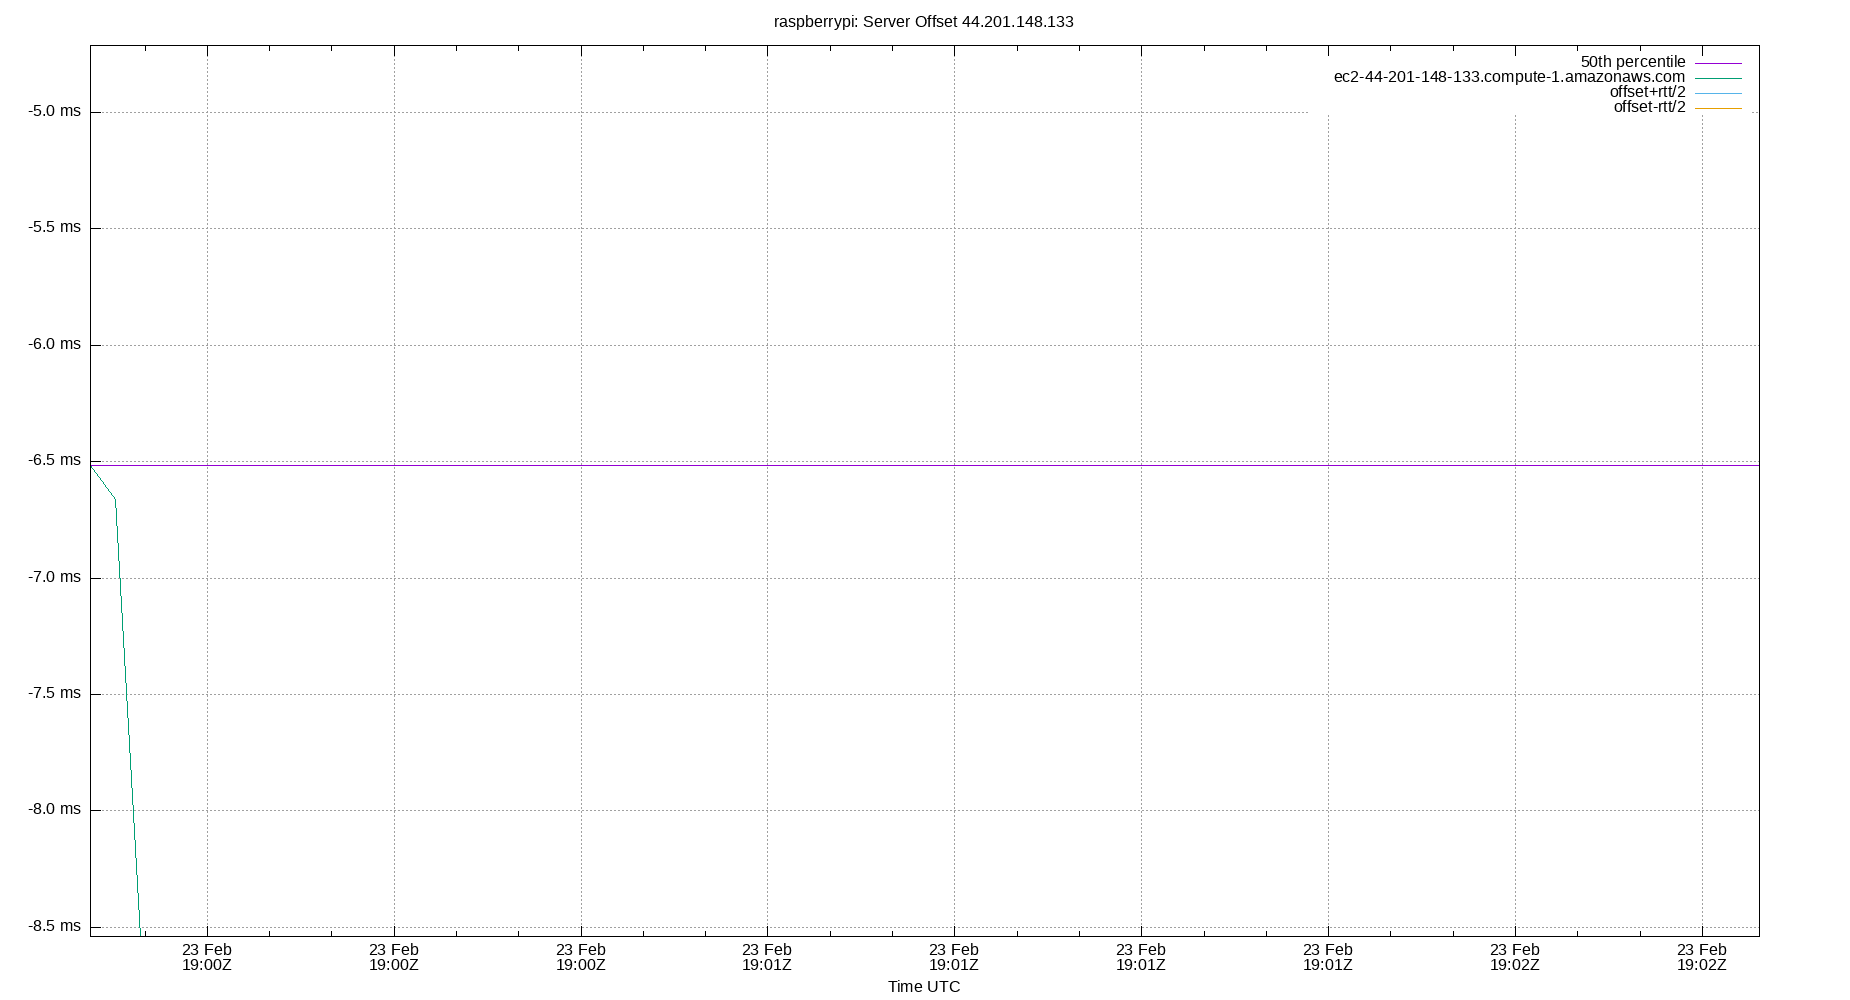 raspberrypi: Server Offset 44.201.148.133
50th percentile
ec2-44-201-148-133.compute-1.amazonaws.com
offset+rtt/2
offset-rtt/2
-5.0 ms
-5.5 ms
-6.0 ms
-6.5 ms
-7.0 ms
-7.5 ms
-8.0 ms
-8.5 ms
23 Feb 23 Feb 23 Feb 23 Feb 23 Feb 23 Feb 23 Feb 23 Feb 23 Feb
19:00Z 19:00Z 19:00Z 19:01Z 19:01Z 19:01Z 19:01Z 19:02Z 19:02Z
Time UTC